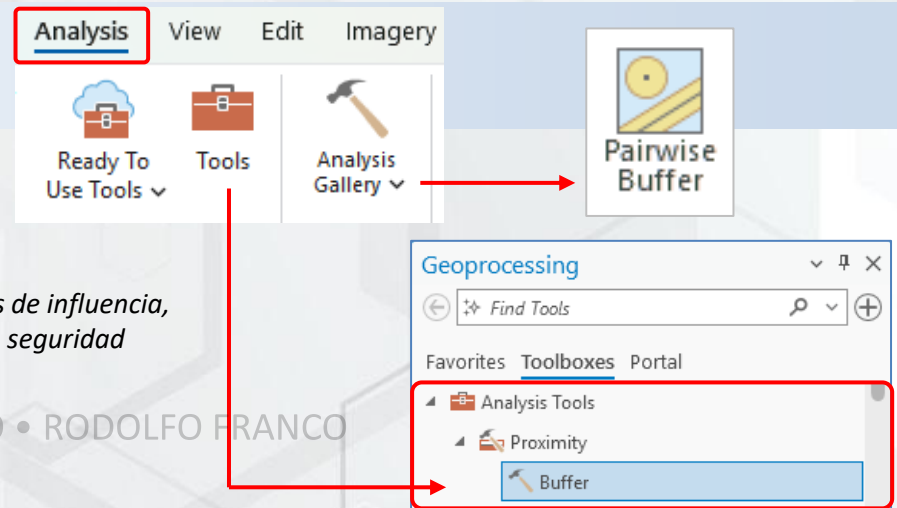 Analysis View Edit Imagery
Ready To Use Tools
Tools
Analysis Gallery
Pairwise Buffer
Geoprocessing
Find Tools
Favorites Toolboxes Portal
Analysis Tools
Proximity
Buffer
de influencia,
seguridad
• RODOLFO FRANCO